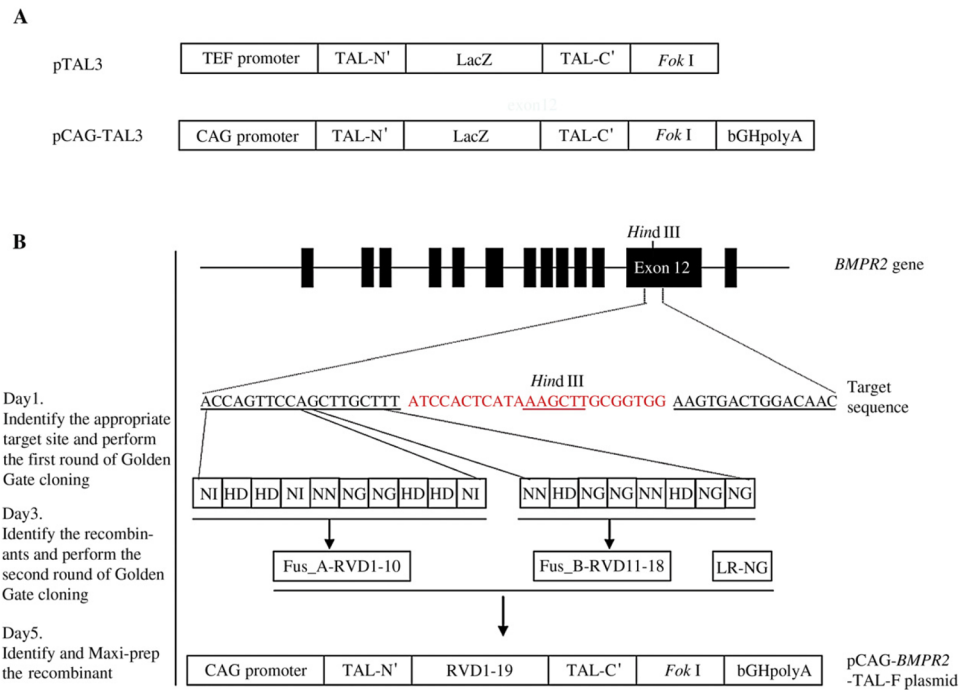 A
pTAL3
TEF promoter TAL-N' LacZ TAL-C' Fok I
exon12
pCAG-TAL3
CAG promoter TAL-N' LacZ TAL-C' Fok I bGHpolyA
B
Hind III
Exon 12
BMPR2 gene
Hind III
ACCAGTTCCAGCTTGCTTT ATCCACTCATAAAGCTTGCGGTGG AAGTGACTGGACAAC
Target
sequence
Day1.
Indentify the appropriate
target site and perform
the first round of Golden
Gate cloning
NI HD HD NI NN NG NG HD HD NI
NN HD NG NG NN HD NG NG
Day3.
Identify the recombin-
ants and perform the
second round of Golden
Gate cloning
Fus_A-RVD1-10
Fus_B-RVD11-18
LR-NG
Day5.
Identify and Maxi-prep
the recombinant
CAG promoter TAL-N' RVD1-19 TAL-C' Fok I bGHpolyA
pCAG-BMPR2
-TAL-F plasmid